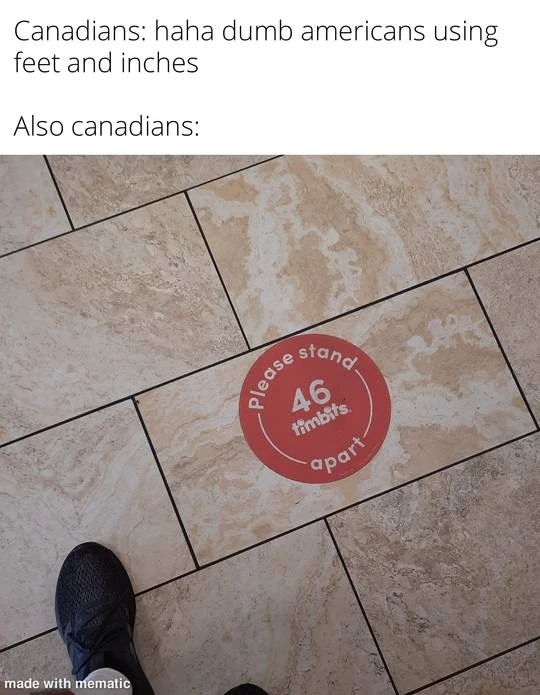 Canadians: haha dumb americans using
feet and inches
Also canadians:
Please stand
46
timbits
apart
made with mematic